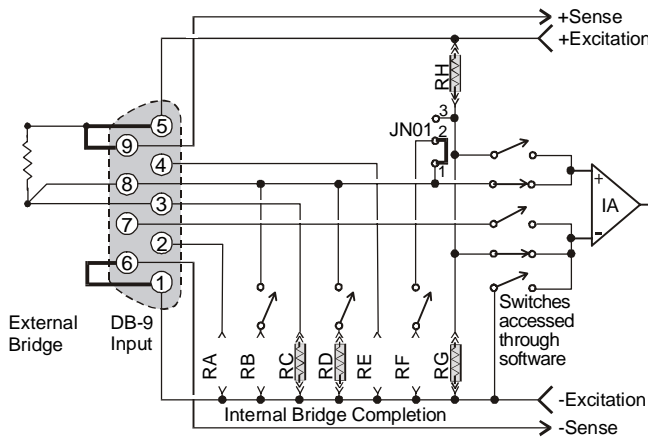 +Sense
+Excitation
RH
3
JN01
2
1
5
9
4
8
3
7
2
6
1
+
IA
-
External
Bridge
DB-9
Input
RA
RB
RC
RD
RE
RF
RG
Switches
accessed
through
software
Internal Bridge Completion
-Excitation
-Sense